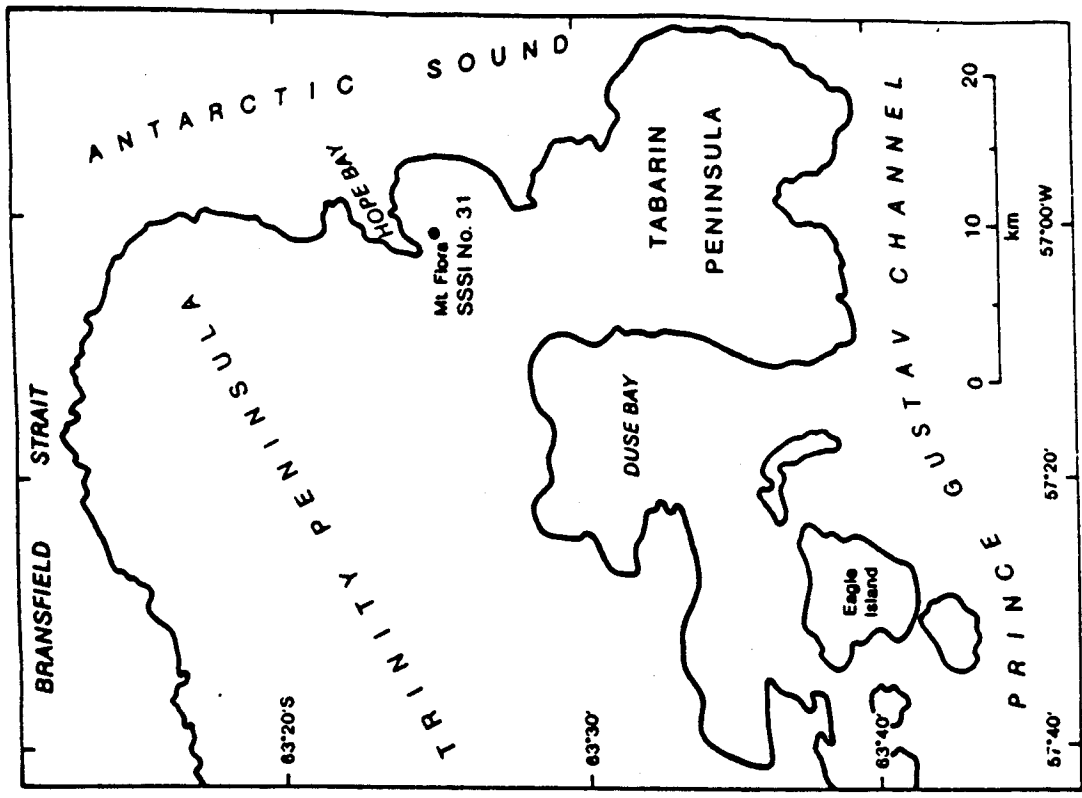 BRANSFIELD STRAIT
ANTARCTIC SOUND
TRINITY PENINSULA
HOPE BAY
Mt. Flora
SSSI No. 31
DUSE BAY
TABARIN
PENINSULA
Eagle
Island
PRINCE GUSTAV CHANNEL
63°20'S
63°30'
63°40'
57°40'
57°20'
57°00'W
0 10 20
km